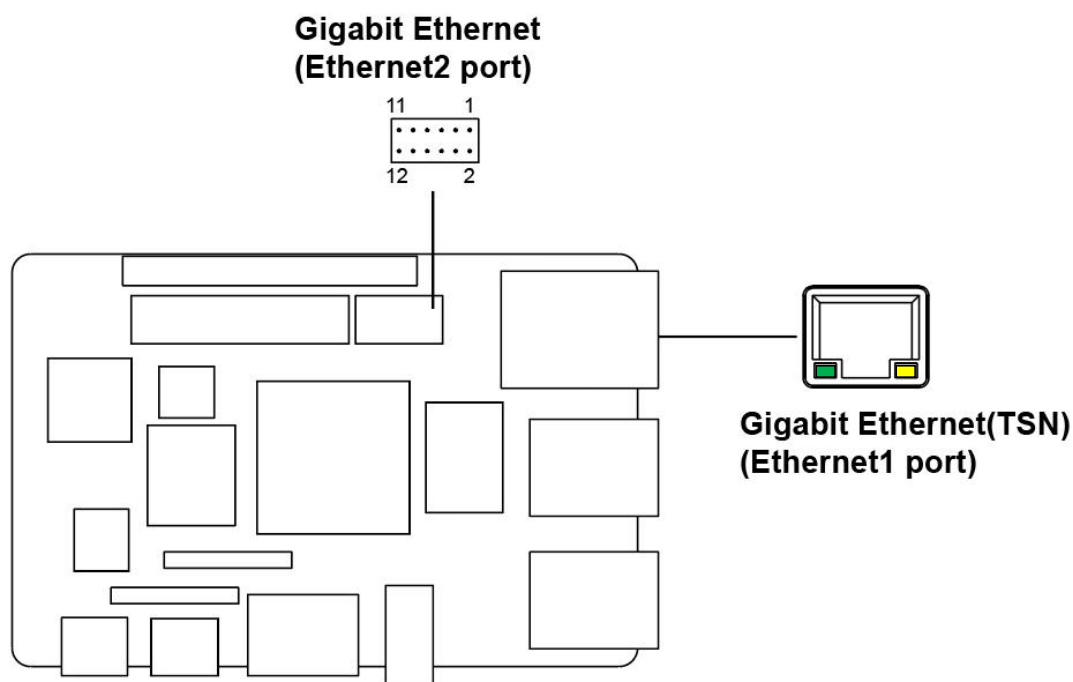 Gigabit Ethernet
(Ethernet2 port)
11 1
12 2
Gigabit Ethernet(TSN)
(Ethernet1 port)